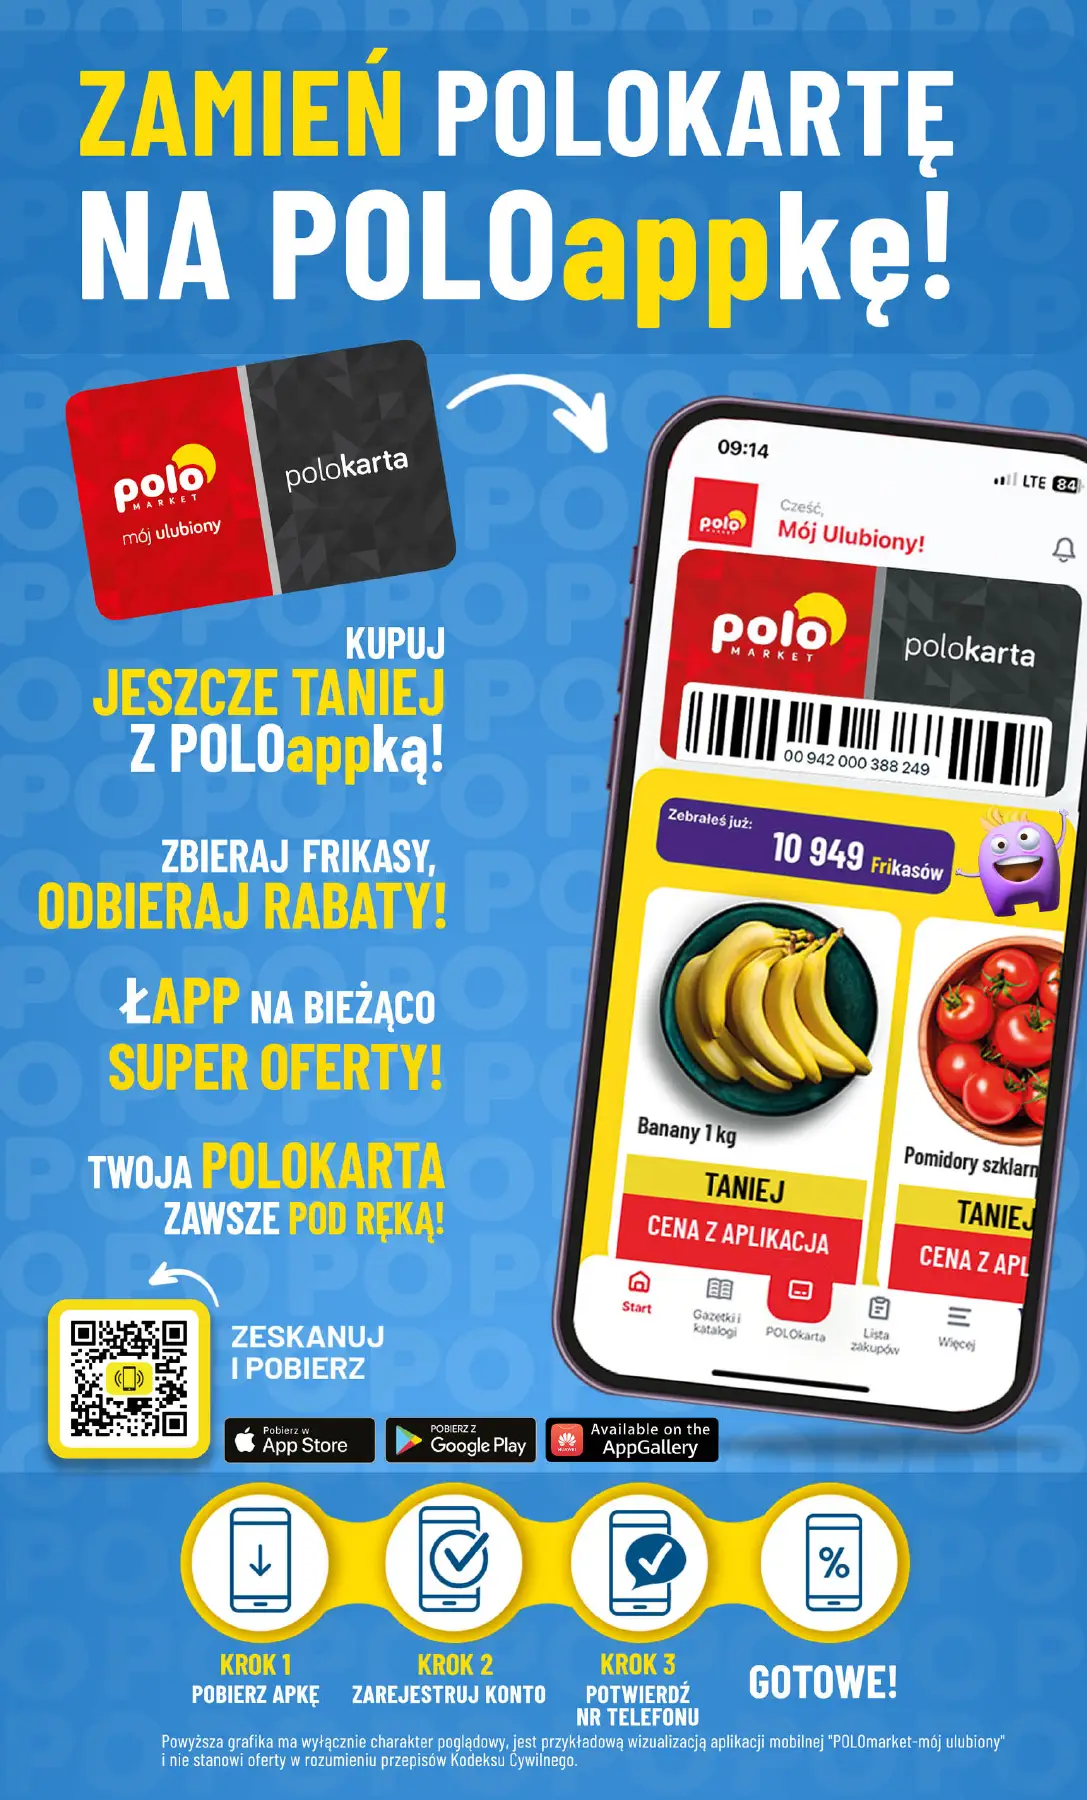 ZAMIEŃ POLOKARTĘ
NA POLOappkę!
polo
MARKET
mój ulubiony
polokarta
KUPUJ
JESZCZE TANIEJ
Z POLOappką!
ZBIERAJ FRIKASY,
ODBIERAJ RABATY!
ŁAPP NA BIEŻĄCO
SUPER OFERTY!
TWOJA POLOKARTA
ZAWSZE POD RĘKĄ!
ZESKANUJ
I POBIERZ
09:14
LTE 84
polo
MARKET
Cześć,
Mój Ulubiony!
polo
MARKET
polokarta
00 942 000 388 249
Zebrałeś już:
10 949 Frikasów
Banany 1 kg
TANIEJ
CENA Z APLIKACJA
Pomidory szklarn
TANIEJ
CENA Z APL
Start
Gazetki i
katalogi
POLOkarta
Lista
zakupów
Więcej
Pobierz w
App Store
POBIERZ Z
Google Play
HUAWEI
Available on the
AppGallery
%
KROK 1
POBIERZ APKĘ
KROK 2
ZAREJESTRUJ KONTO
KROK 3
POTWIERDŹ
NR TELEFONU
GOTOWE!
Powyższa grafika ma wyłącznie charakter poglądowy, jest przykładową wizualizacją aplikacji mobilnej "POLOmarket-mój ulubiony"
i nie stanowi oferty w rozumieniu przepisów Kodeksu Cywilnego.